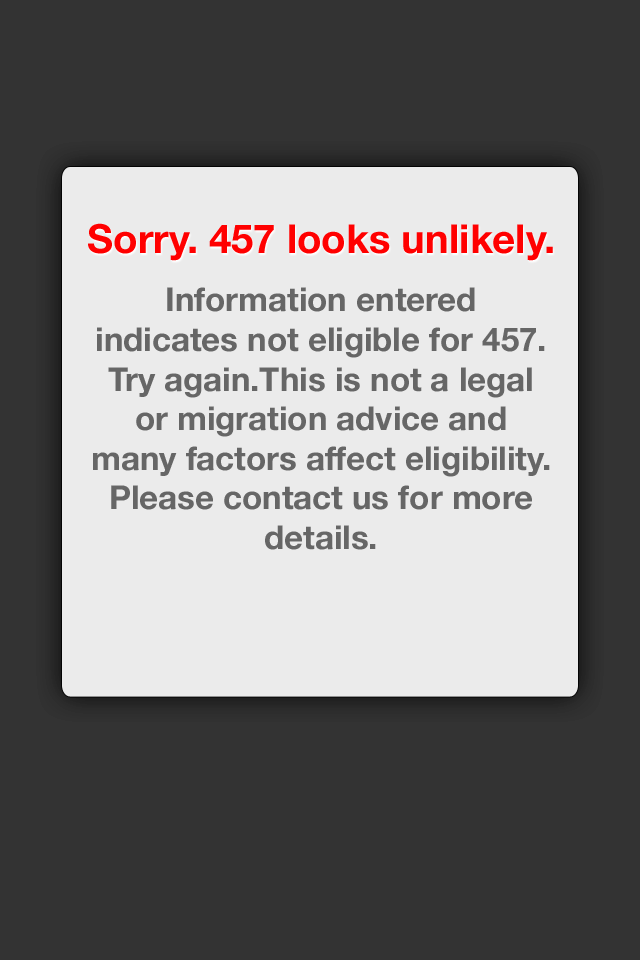 Sorry. 457 looks unlikely.
Information entered
indicates not eligible for 457.
Try again.This is not a legal
or migration advice and
many factors affect eligibility.
Please contact us for more
details.